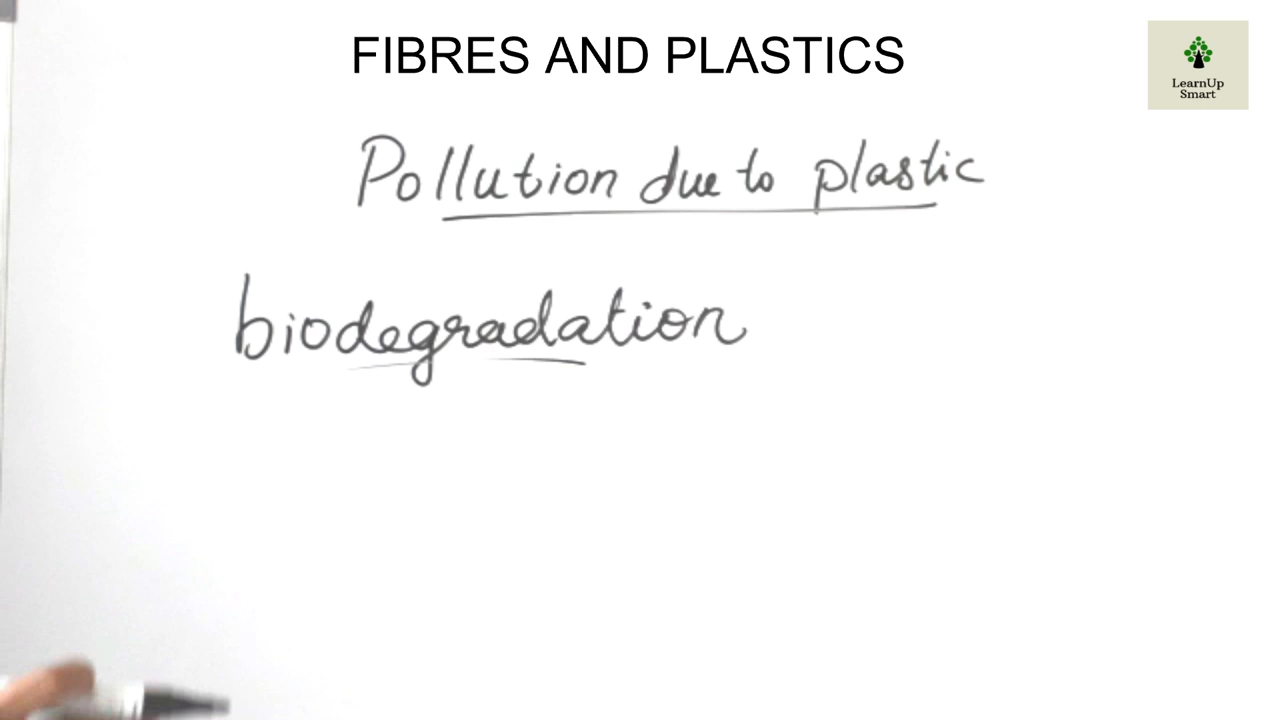 FIBRES AND PLASTICS
LearnUp
Smart
Pollution due to plastic
biodegradation